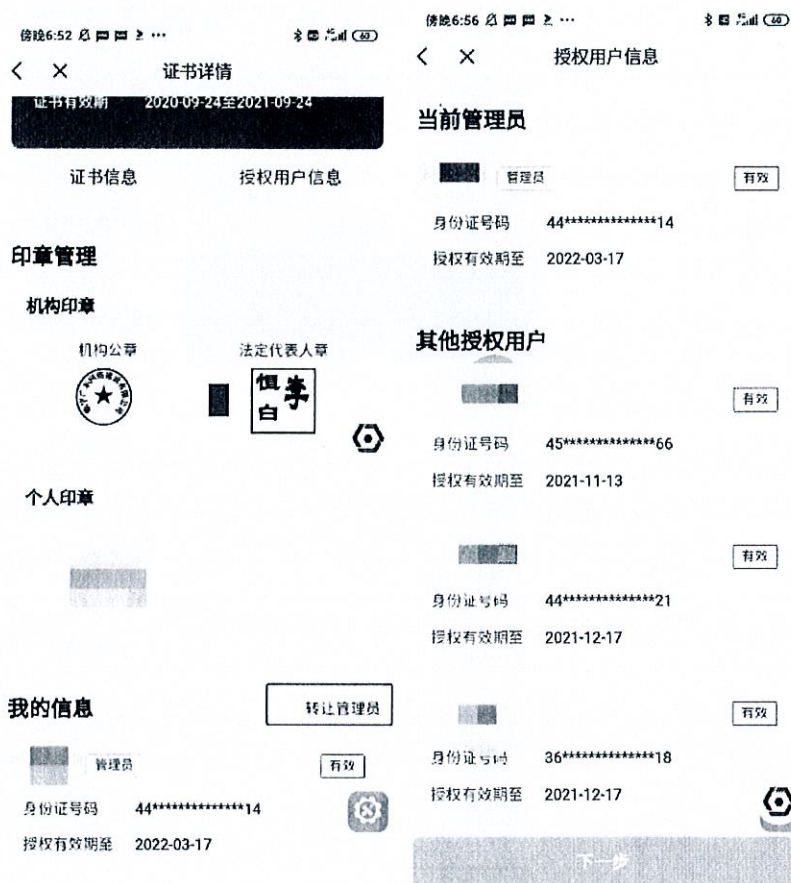 傍晚6:52
证书详情
证书有效期 2020-09-24至2021-09-24
证书信息 授权用户信息
印章管理
机构印章
机构公章 法定代表人章
李
恒
白
个人印章
我的信息 转让管理员
管理员 有效
身份证号码 44**************14
授权有效期至 2022-03-17
傍晚6:56
60
授权用户信息
当前管理员
管理员 有效
身份证号码 44**************14
授权有效期至 2022-03-17
其他授权用户
有效
身份证号码 45**************66
授权有效期至 2021-11-13
有效
身份证号码 44**************21
授权有效期至 2021-12-17
有效
身份证号码 36**************18
授权有效期至 2021-12-17
下一步